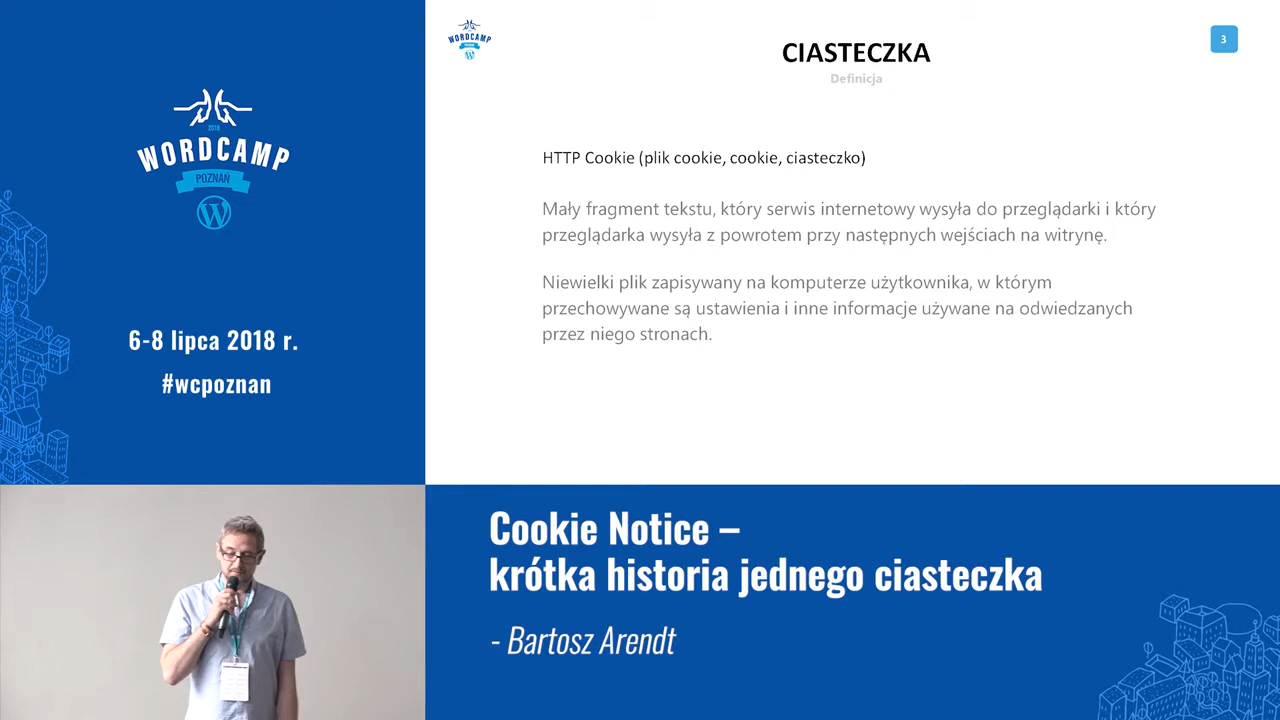 2018
WORDCAMP
POZNAŃ
6-8 lipca 2018 r.
#wcpoznan
WORDCAMP
3
CIASTECZKA
Definicja
HTTP Cookie (plik cookie, cookie, ciasteczko)
Mały fragment tekstu, który serwis internetowy wysyła do przeglądarki i który
przeglądarka wysyła z powrotem przy następnych wejściach na witrynę.
Niewielki plik zapisywany na komputerze użytkownika, w którym
przechowywane są ustawienia i inne informacje używane na odwiedzanych
przez niego stronach.
Cookie Notice –
krótka historia jednego ciasteczka
- Bartosz Arendt